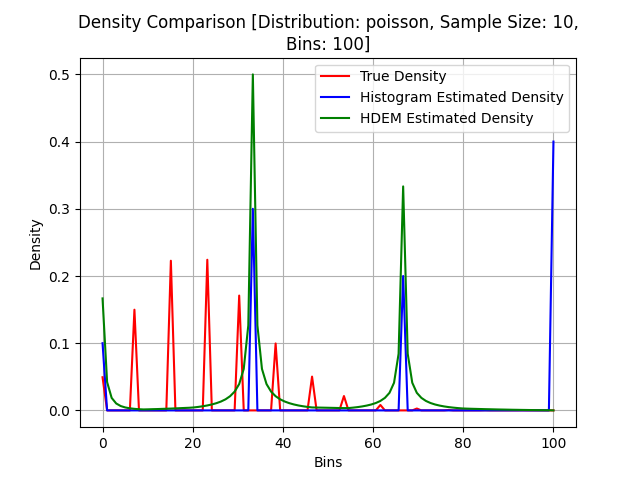 Density Comparison [Distribution: poisson, Sample Size: 10,
Bins: 100]
True Density
Histogram Estimated Density
HDEM Estimated Density
Density
0.5
0.4
0.3
0.2
0.1
0.0
0 20 40 60 80 100
Bins